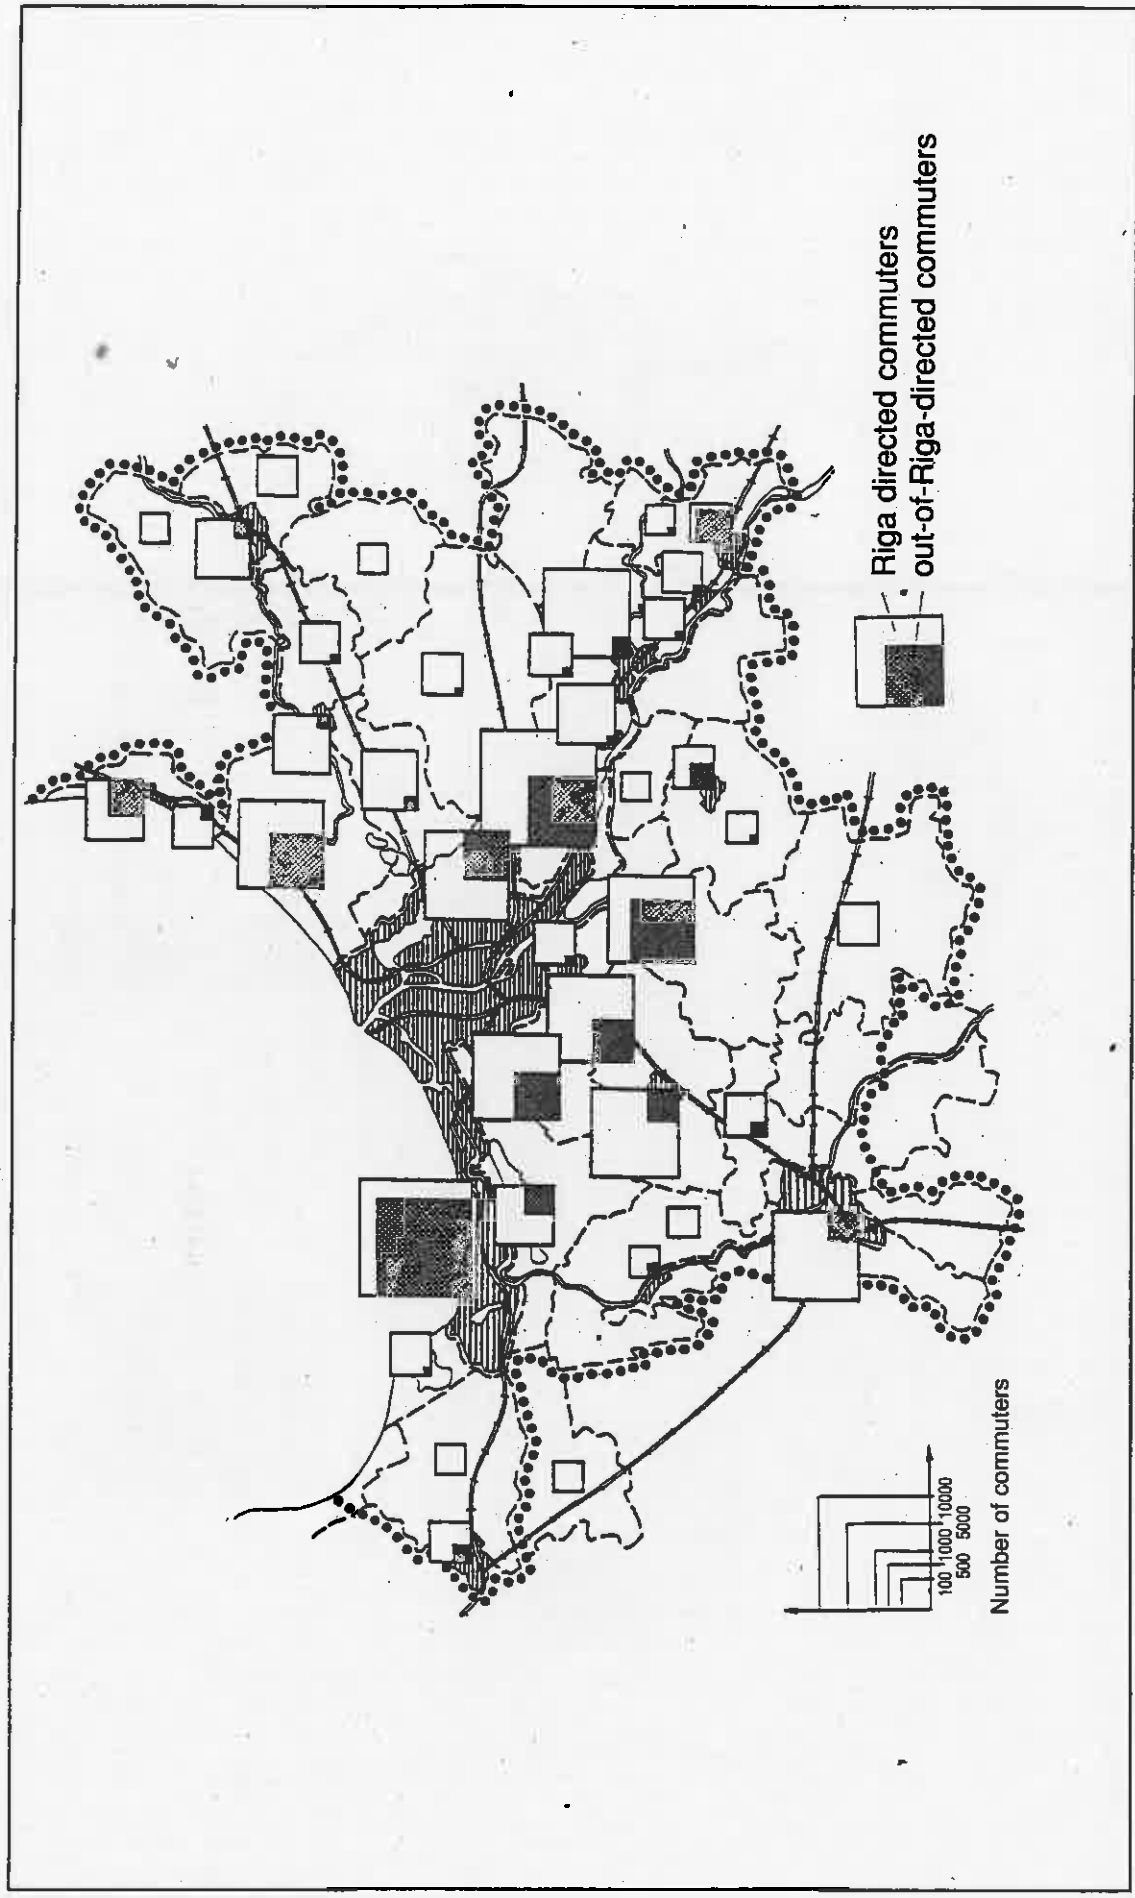 Riga directed commuters
out-of-Riga-directed commuters
100 1000 10000
500 5000
Number of commuters